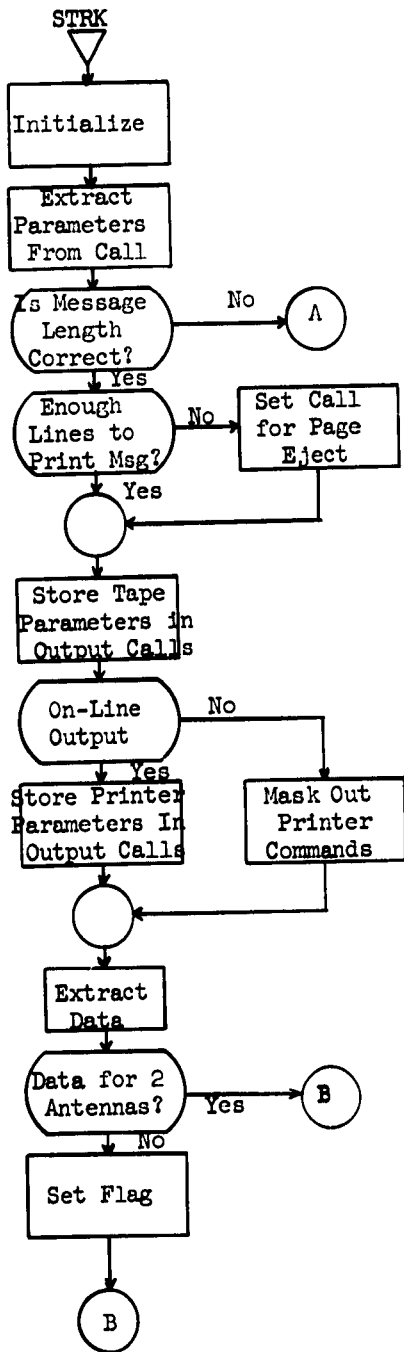 STRK
Initialize
Extract
Parameters
From Call
Is Message
Length
Correct?
No
A
Yes
Enough
Lines to
Print Msg?
No
Set Call
for Page
Eject
Yes
Store Tape
Parameters in
Output Calls
On-Line
Output
No
Yes
Store Printer
Parameters In
Output Calls
Mask Out
Printer
Commands
Extract
Data
Data for 2
Antennas?
Yes
B
No
Set Flag
B